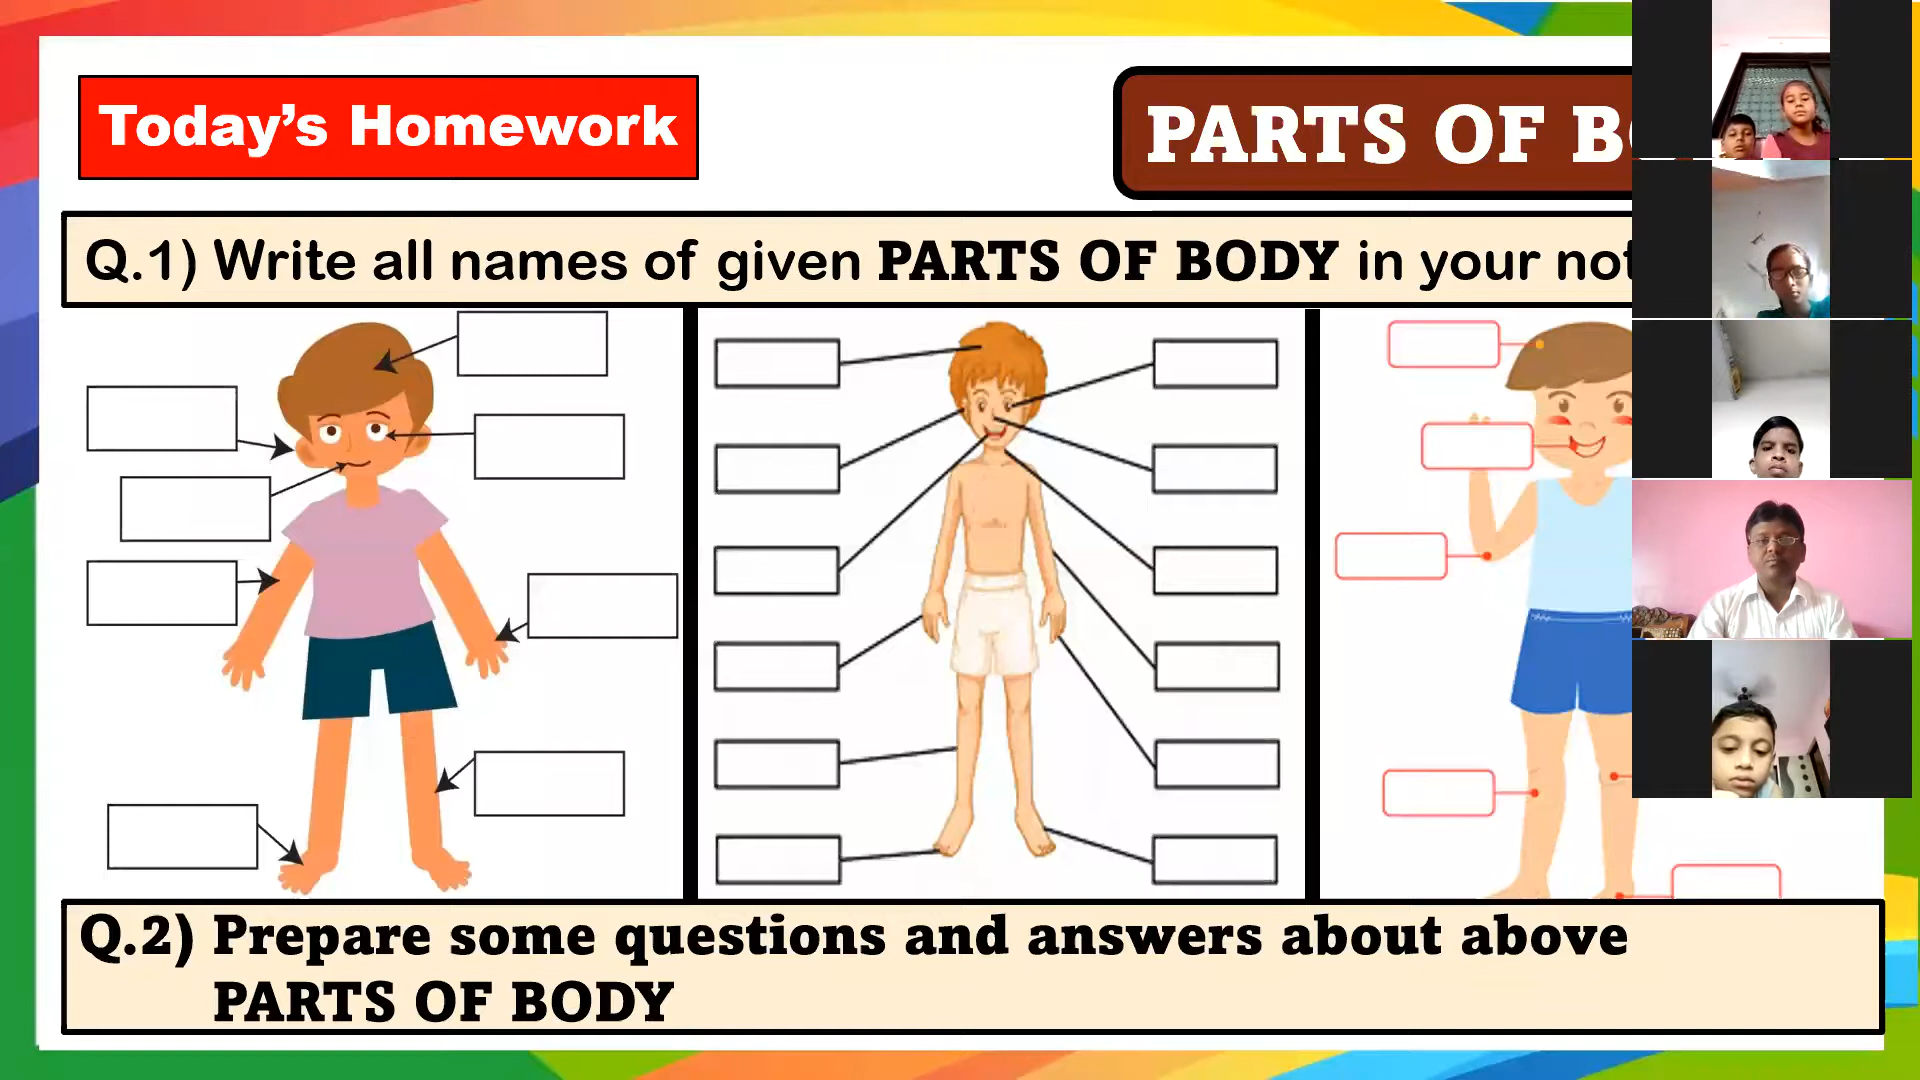 Today’s Homework
PARTS OF
Q.1) Write all names of given PARTS OF BODY in your
Q.2) Prepare some questions and answers about above
PARTS OF BODY